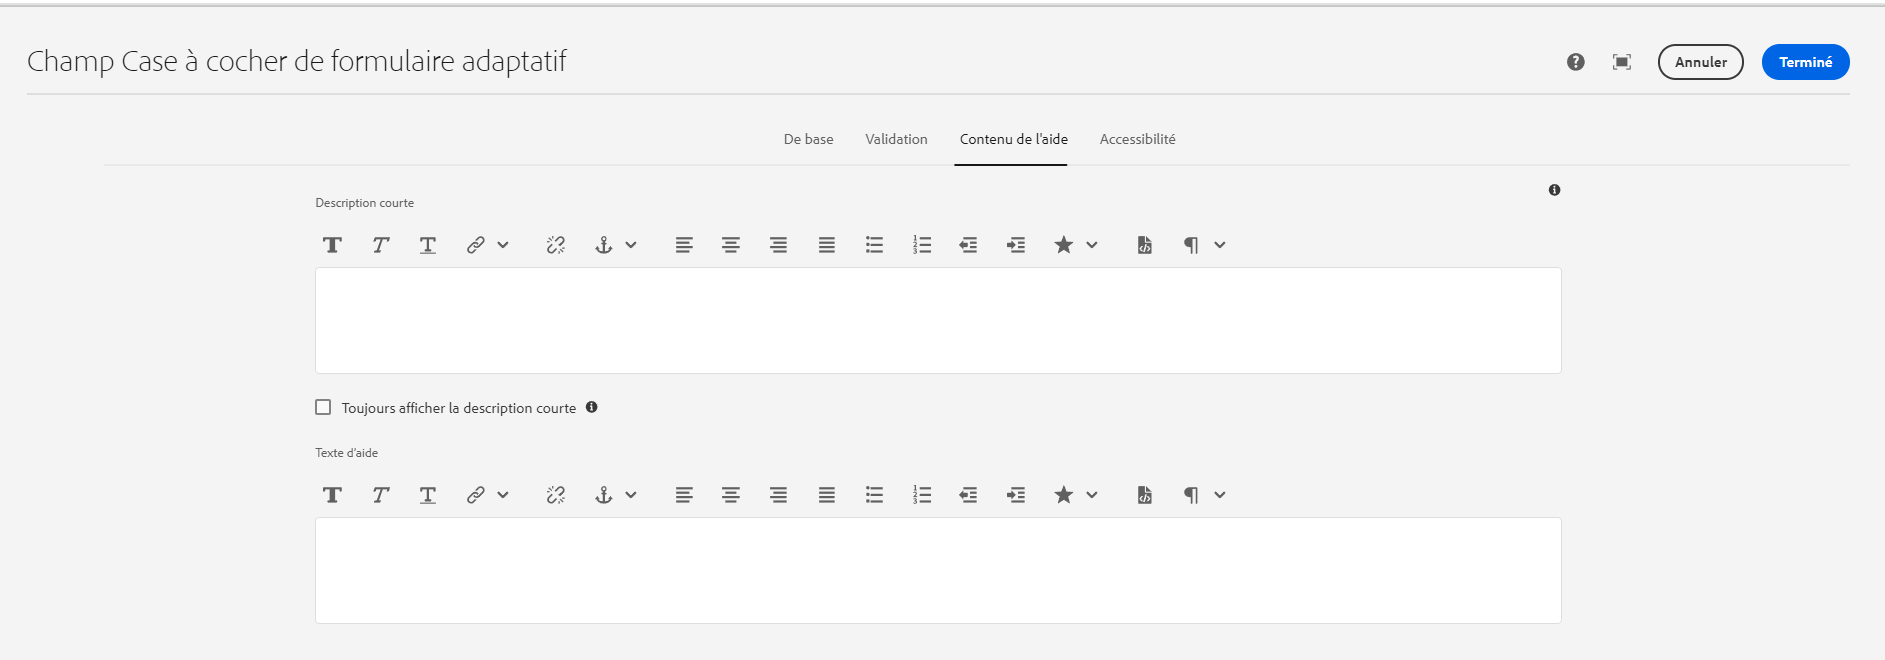 Champ Case à cocher de formulaire adaptatif
Annuler
Terminé
De base
Validation
Contenu de l'aide
Accessibilité
Description courte
Toujours afficher la description courte
Texte d'aide